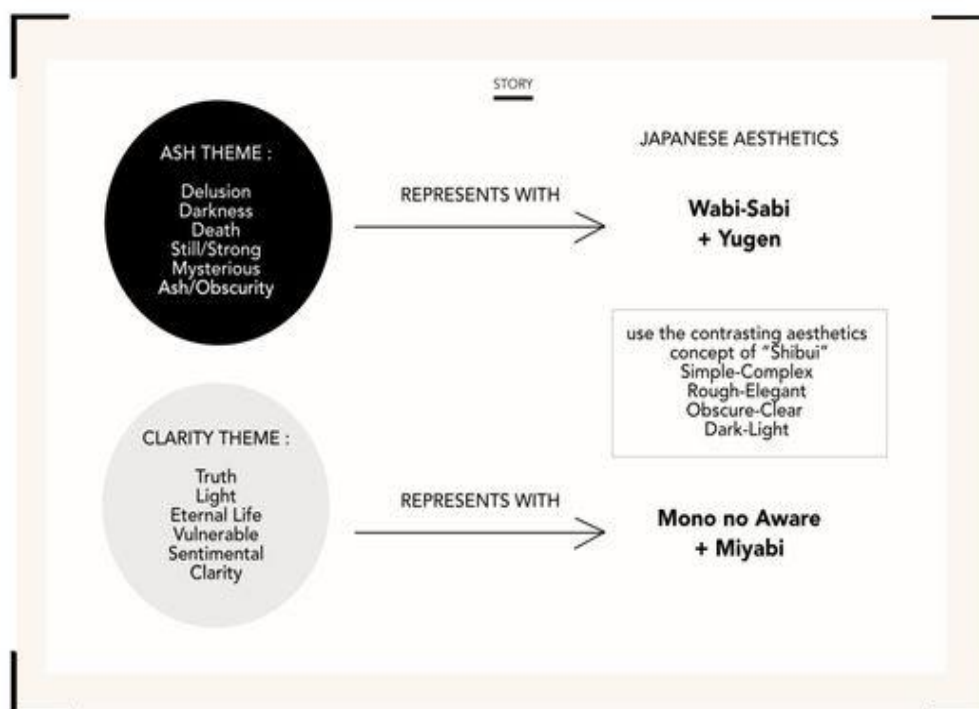 STORY
ASH THEME :
Delusion
Darkness
Death
Still/Strong
Mysterious
Ash/Obscurity
REPRESENTS WITH
JAPANESE AESTHETICS
Wabi-Sabi
+ Yugen
use the contrasting aesthetics
concept of “Shibui”
Simple-Complex
Rough-Elegant
Obscure-Clear
Dark-Light
CLARITY THEME :
Truth
Light
Eternal Life
Vulnerable
Sentimental
Clarity
REPRESENTS WITH
Mono no Aware
+ Miyabi